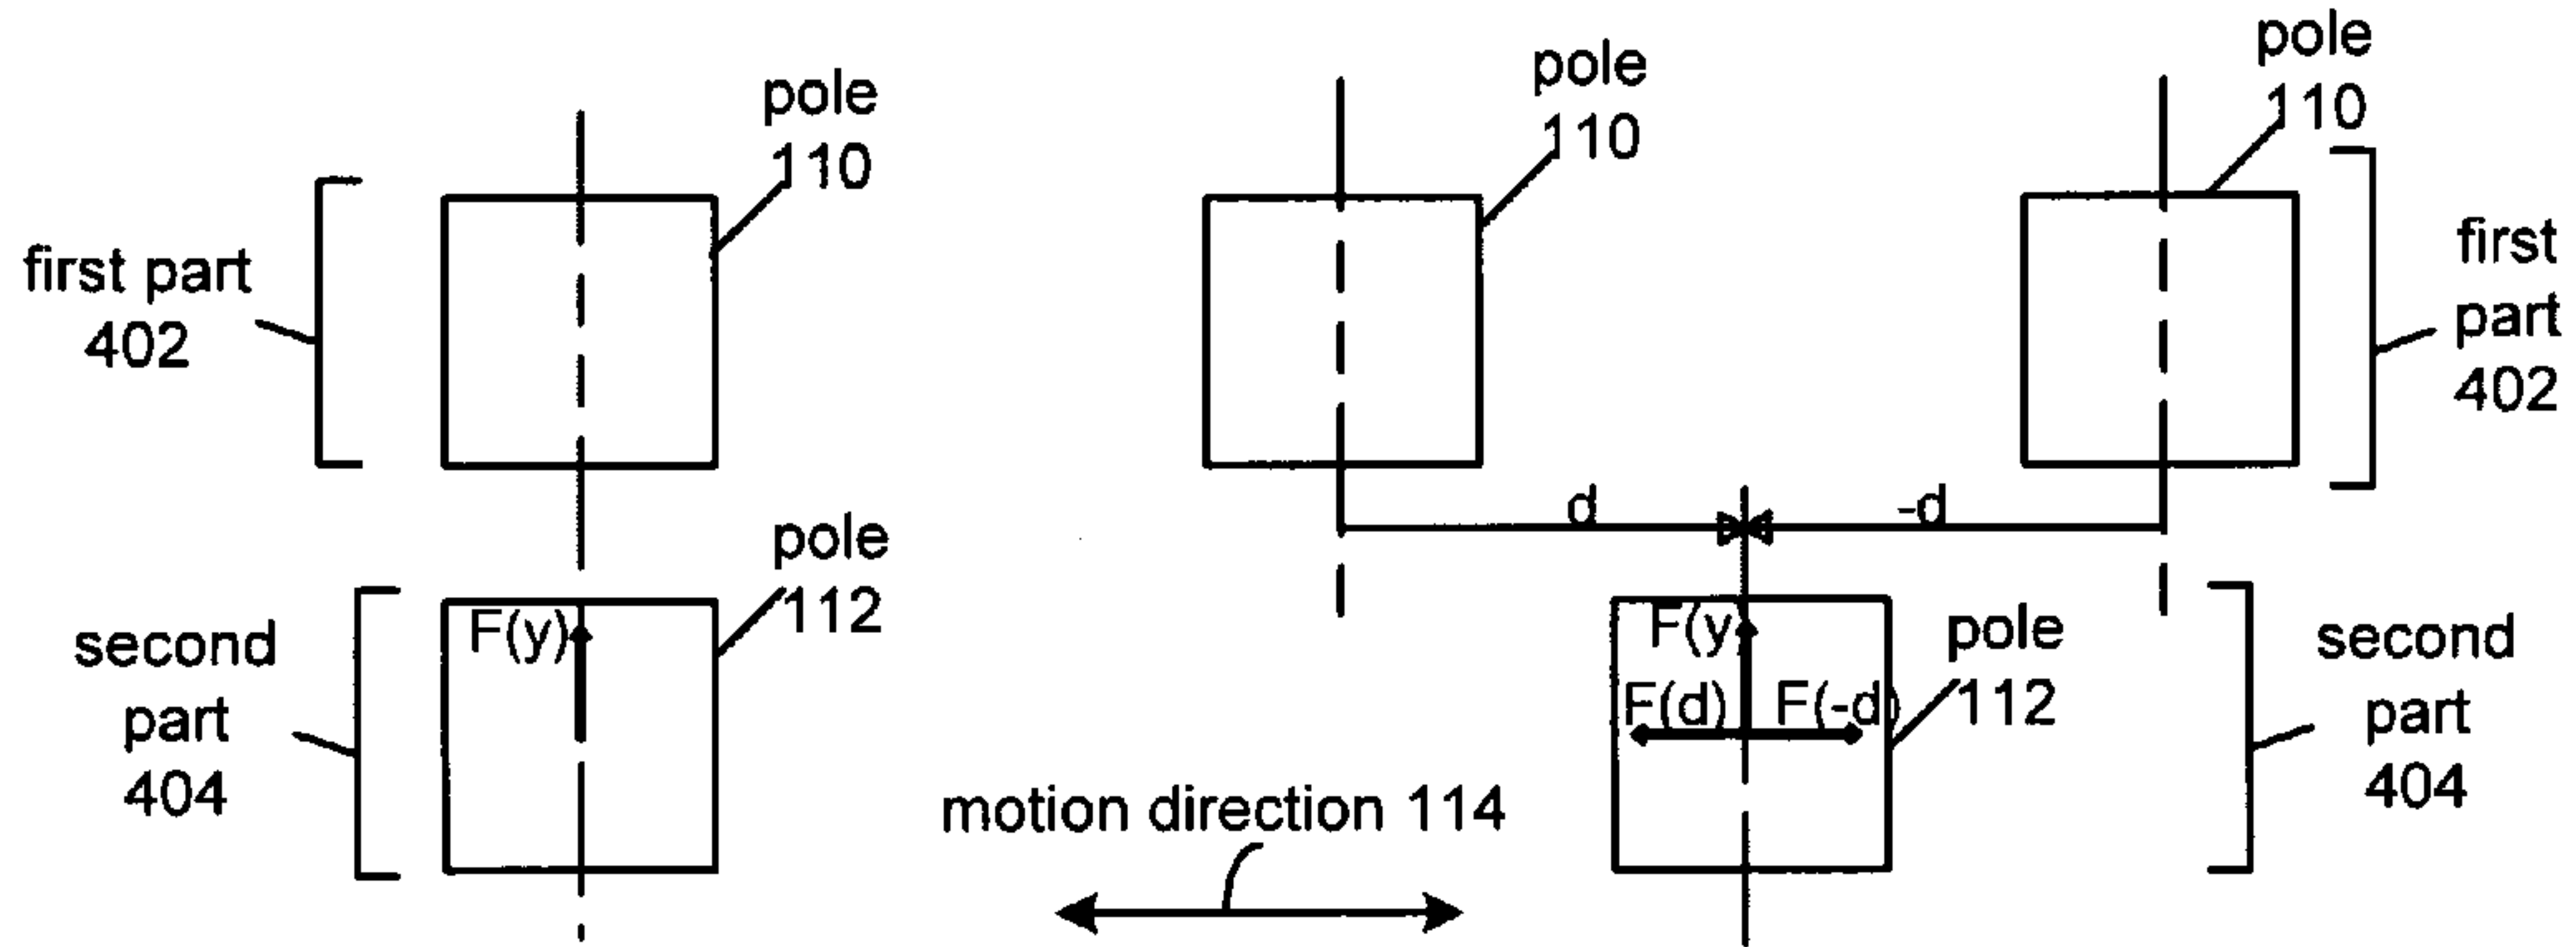 pole
110
first part
402
pole
112
F(y)
second
part
404
pole
110
pole
110
first
part
402
d
-d
F(y
F(d)
F(-d)
pole
112
second
part
404
motion direction 114